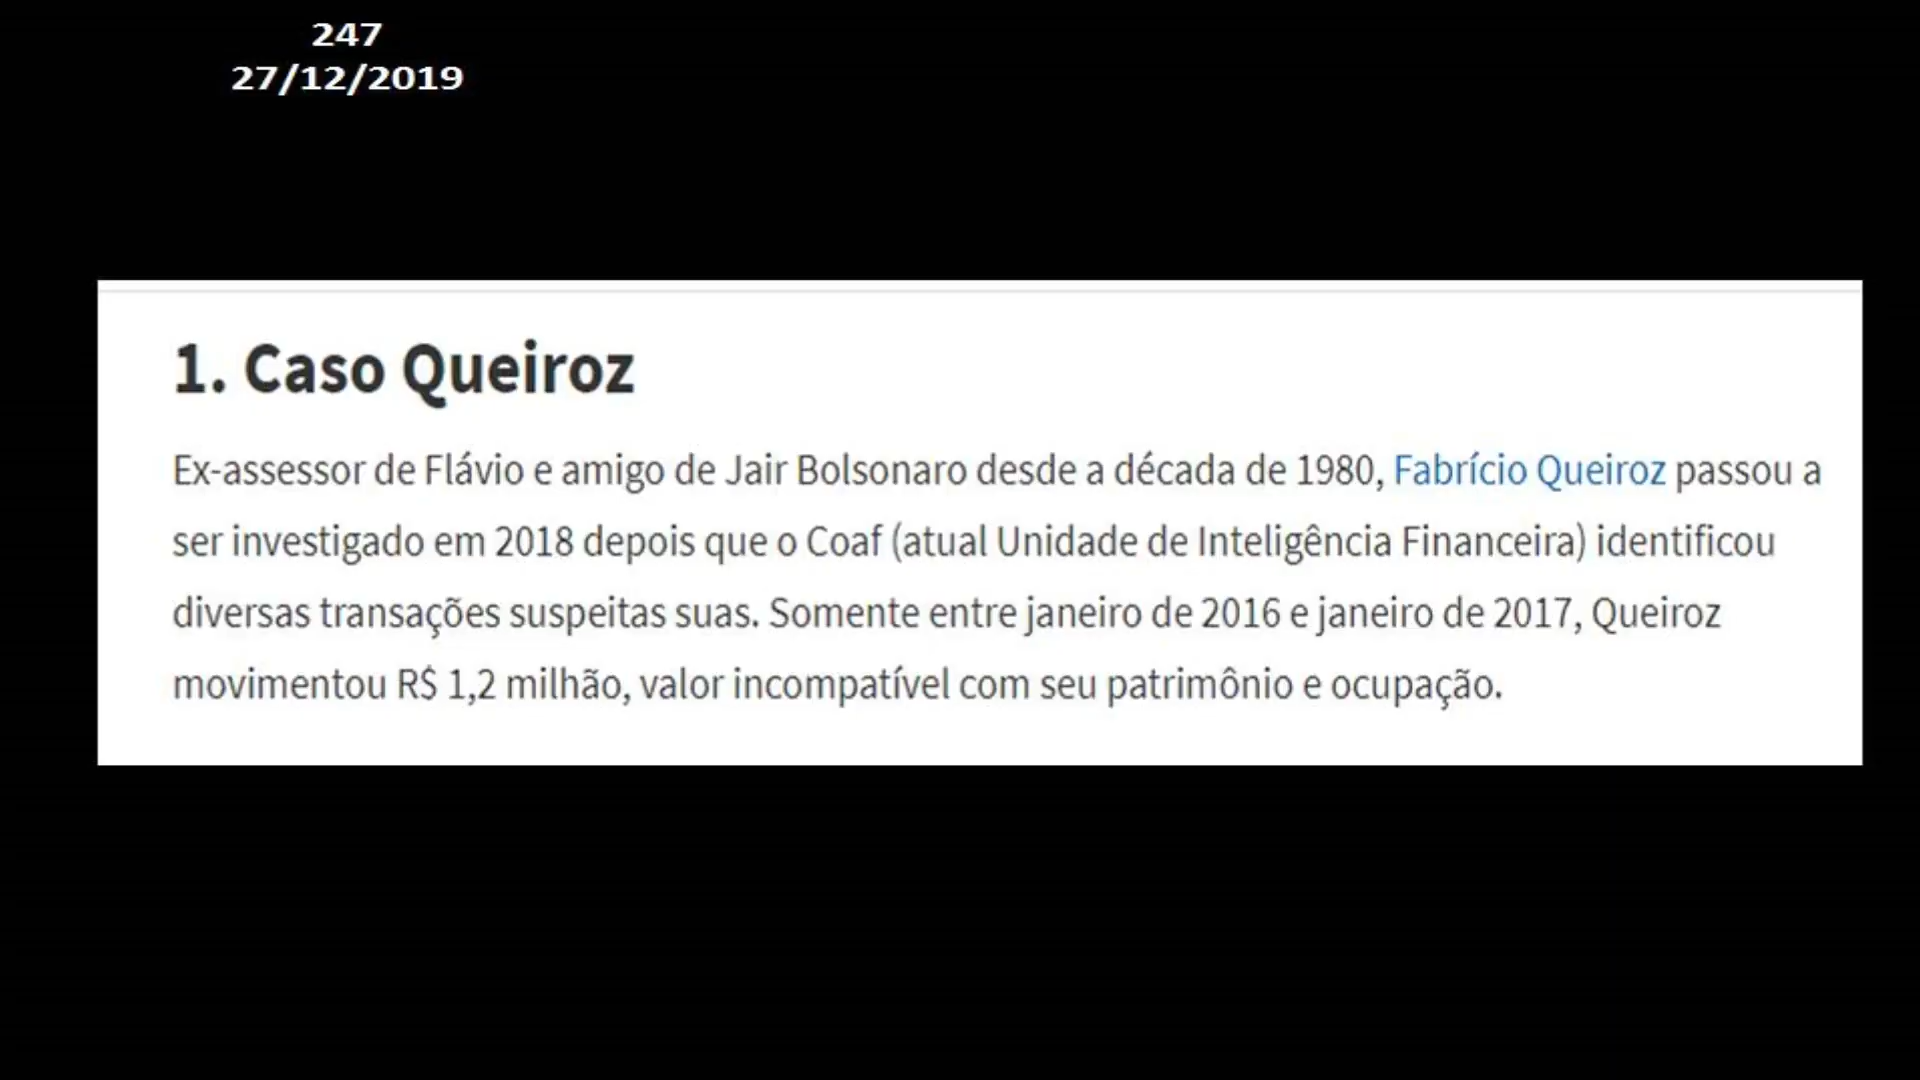 247
27/12/2019
1. Caso Queiroz
Ex-assessor de Flávio e amigo de Jair Bolsonaro desde a década de 1980, Fabrício Queiroz passou a
ser investigado em 2018 depois que o Coaf (atual Unidade de Inteligência Financeira) identificou
diversas transações suspeitas suas. Somente entre janeiro de 2016 e janeiro de 2017, Queiroz
movimentou R$ 1,2 milhão, valor incompatível com seu patrimônio e ocupação.